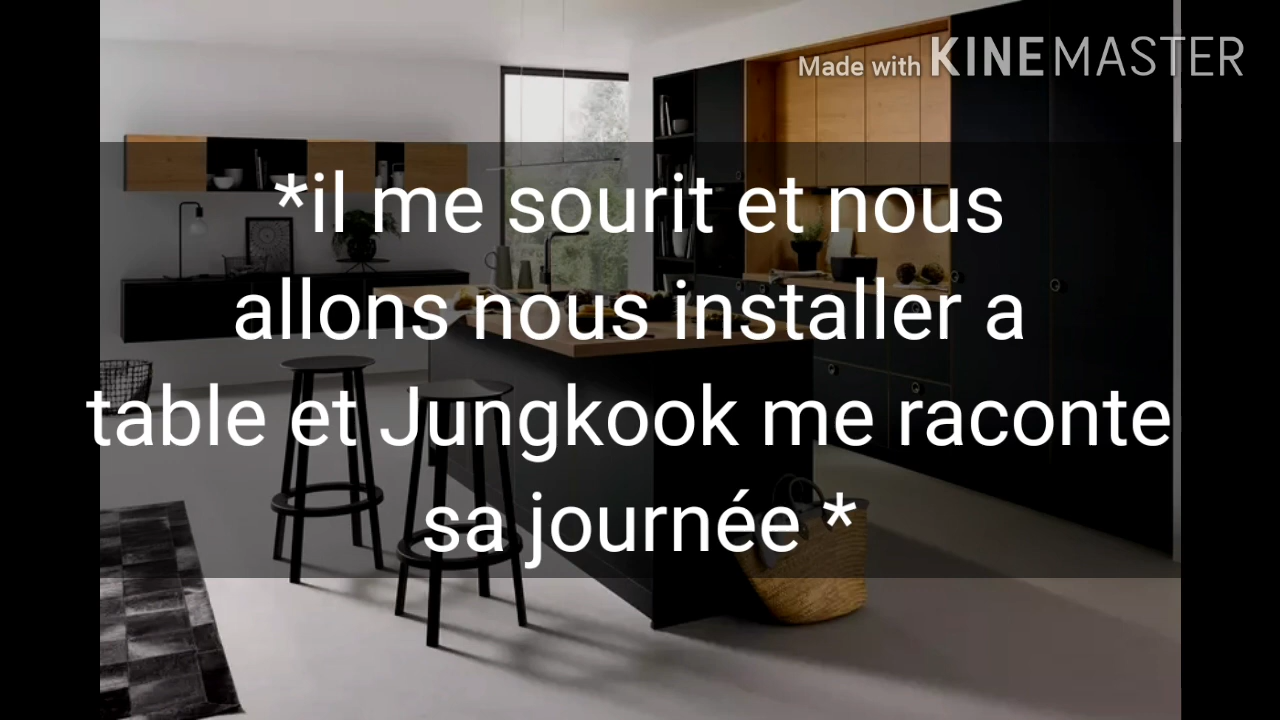 Made with KINEMASTER
*il me sourit et nous
allons nous installer a
table et Jungkook me raconte
sa journée *